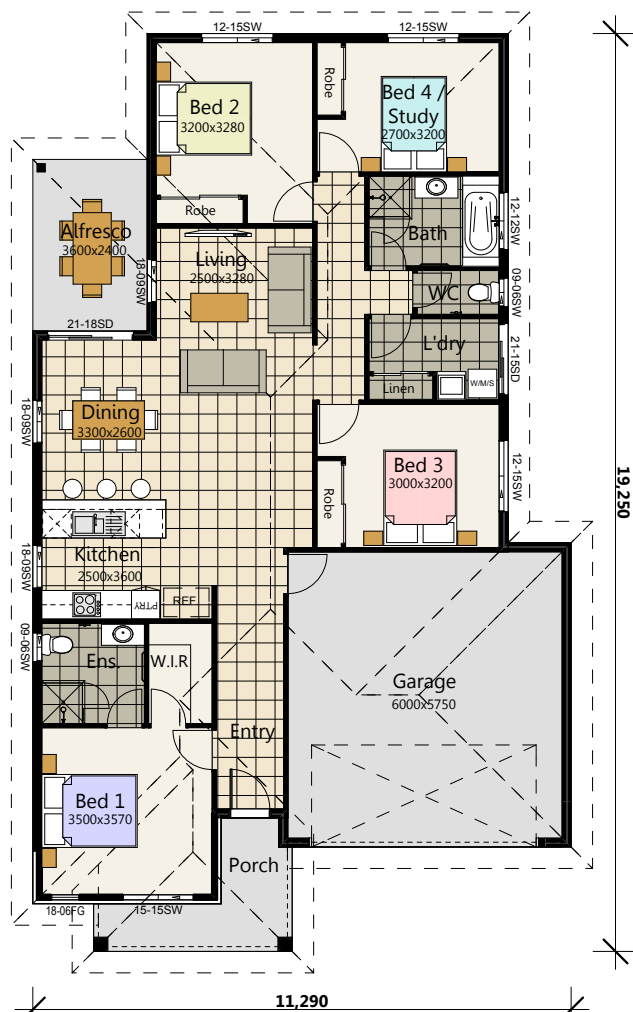 12-15SW
12-15SW
Robe
Bed 2
3200x3280
Bed 4 /
Study
2700x3200
Robe
12-12SW
Alfresco
3600x2400
Living
2500x3280
Bath
18-09SW
WC
09-06SW
21-18SD
L'dry
21-15SD
Linen
W/M/S
18-09SW
Dining
3300x2600
Bed 3
3000x3200
12-15SW
Robe
19,250
Kitchen
2500x3600
18-09SW
PTRY
REF
09-06SW
Ens.
W.I.R
Garage
6000x5750
Entry
Bed 1
3500x3570
Porch
18-06FG
15-15SW
11,290